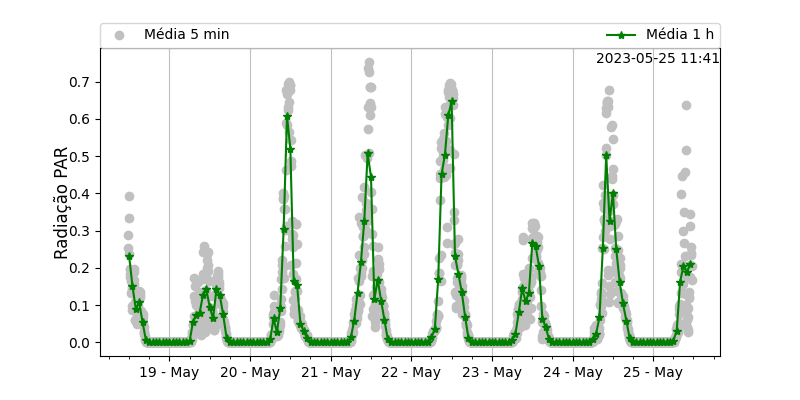 Média 5 min
Média 1 h
2023-05-25 11:41
Radiação PAR
0.7
0.6
0.5
0.4
0.3
0.2
0.1
0.0
19 - May
20 - May
21 - May
22 - May
23 - May
24 - May
25 - May